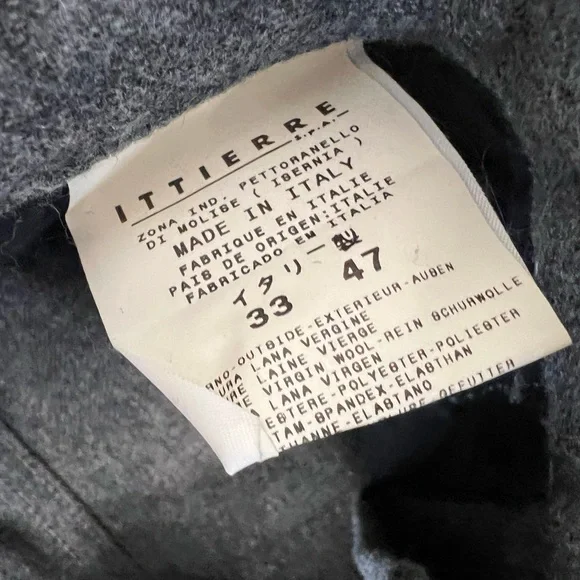 ITTIERRE
S.P.A.
ZONA IND. PETTORANELLO
DI MOLISE ( ISERNIA )
MADE IN ITALY
FABRIQUE EN ITALIE
PAIS DE ORIGEN:ITALIE
FABRICADO EM ITALIA
イタリー製
33 47
OUTSIDE-EXTERIEUR-AUßEN
LANA VERGINE
LAINE VIERGE
VIRGIN WOOL-REIN SCHURWOLLE
LANA VIRGEN
POLYESTER-POLIESTER
SPANDEX-ELASTHAN
ELASTANO